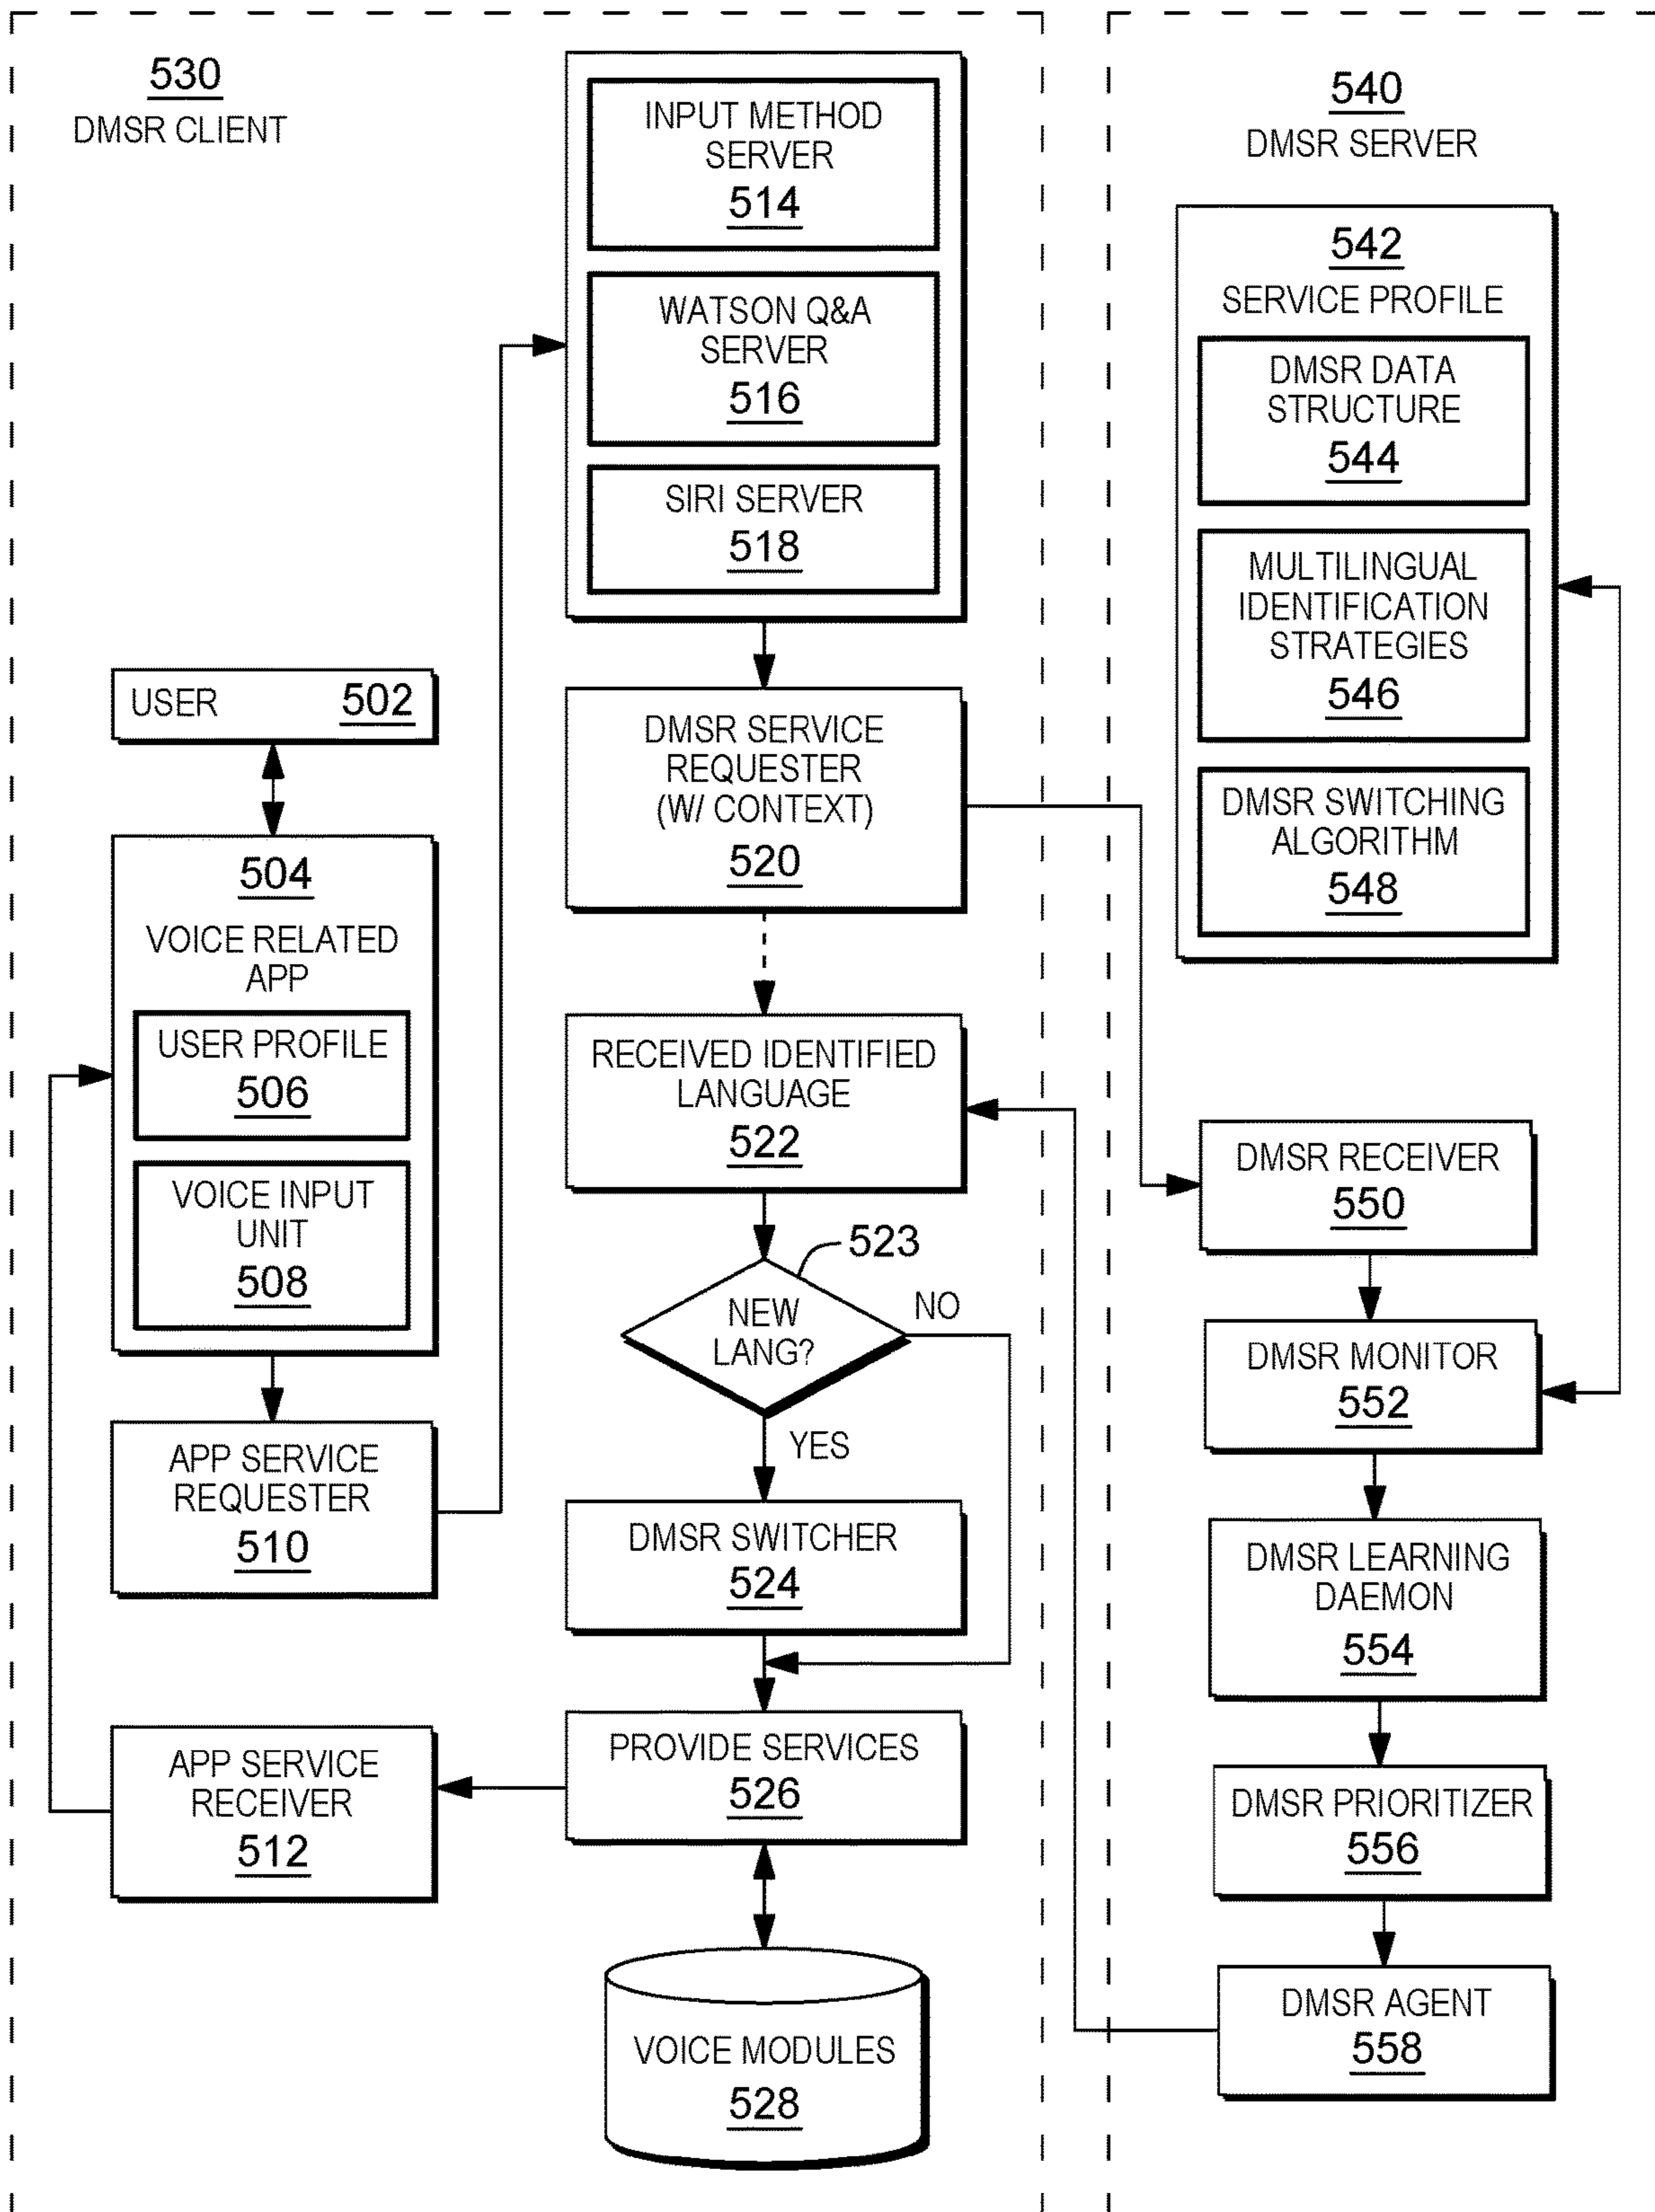 530
DMSR CLIENT
INPUT METHOD
SERVER
514
WATSON Q&A
SERVER
516
SIRI SERVER
518
USER 502
504
VOICE RELATED
APP
USER PROFILE
506
VOICE INPUT
UNIT
508
APP SERVICE
REQUESTER
510
APP SERVICE
RECEIVER
512
DMSR SERVICE
REQUESTER
(W/ CONTEXT)
520
RECEIVED IDENTIFIED
LANGUAGE
522
523
NEW
LANG?
NO
YES
DMSR SWITCHER
524
PROVIDE SERVICES
526
VOICE MODULES
528
540
DMSR SERVER
542
SERVICE PROFILE
DMSR DATA
STRUCTURE
544
MULTILINGUAL
IDENTIFICATION
STRATEGIES
546
DMSR SWITCHING
ALGORITHM
548
DMSR RECEIVER
550
DMSR MONITOR
552
DMSR LEARNING
DAEMON
554
DMSR PRIORITIZER
556
DMSR AGENT
558